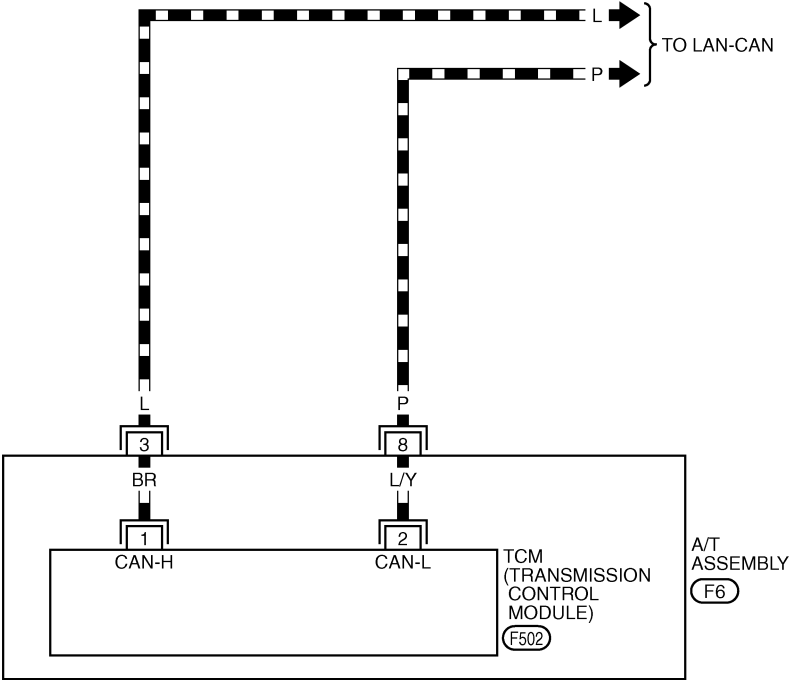 L
TO LAN-CAN
P
L
P
3
8
BR
L/Y
1
2
CAN-H
CAN-L
TCM
(TRANSMISSION
CONTROL
MODULE)
F502
A/T
ASSEMBLY
F6